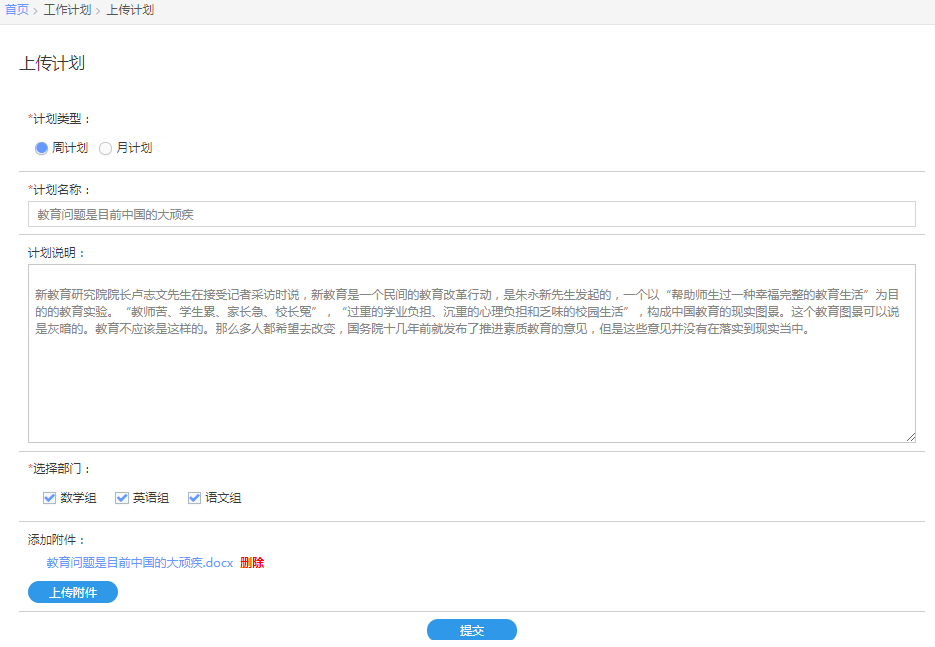 首页 › 工作计划 › 上传计划
上传计划
*计划类型：
周计划 月计划
*计划名称：
教育问题是目前中国的大顽疾
计划说明：
新教育研究院院长卢志文先生在接受记者采访时说，新教育是一个民间的教育改革行动，是朱永新先生发起的，一个以“帮助师生过一种幸福完整的教育生活”为目
的的教育实验。“教师苦、学生累、家长急、校长冤”，“过重的学业负担、沉重的心理负担和乏味的校园生活”，构成中国教育的现实图景。这个教育图景可以说
是灰暗的。教育不应该是这样的。那么多人都希望去改变，国务院十几年前就发布了推进素质教育的意见，但是这些意见并没有在落实到现实当中。
*选择部门：
数学组 英语组 语文组
添加附件：
教育问题是目前中国的大顽疾.docx 删除
上传附件
提交